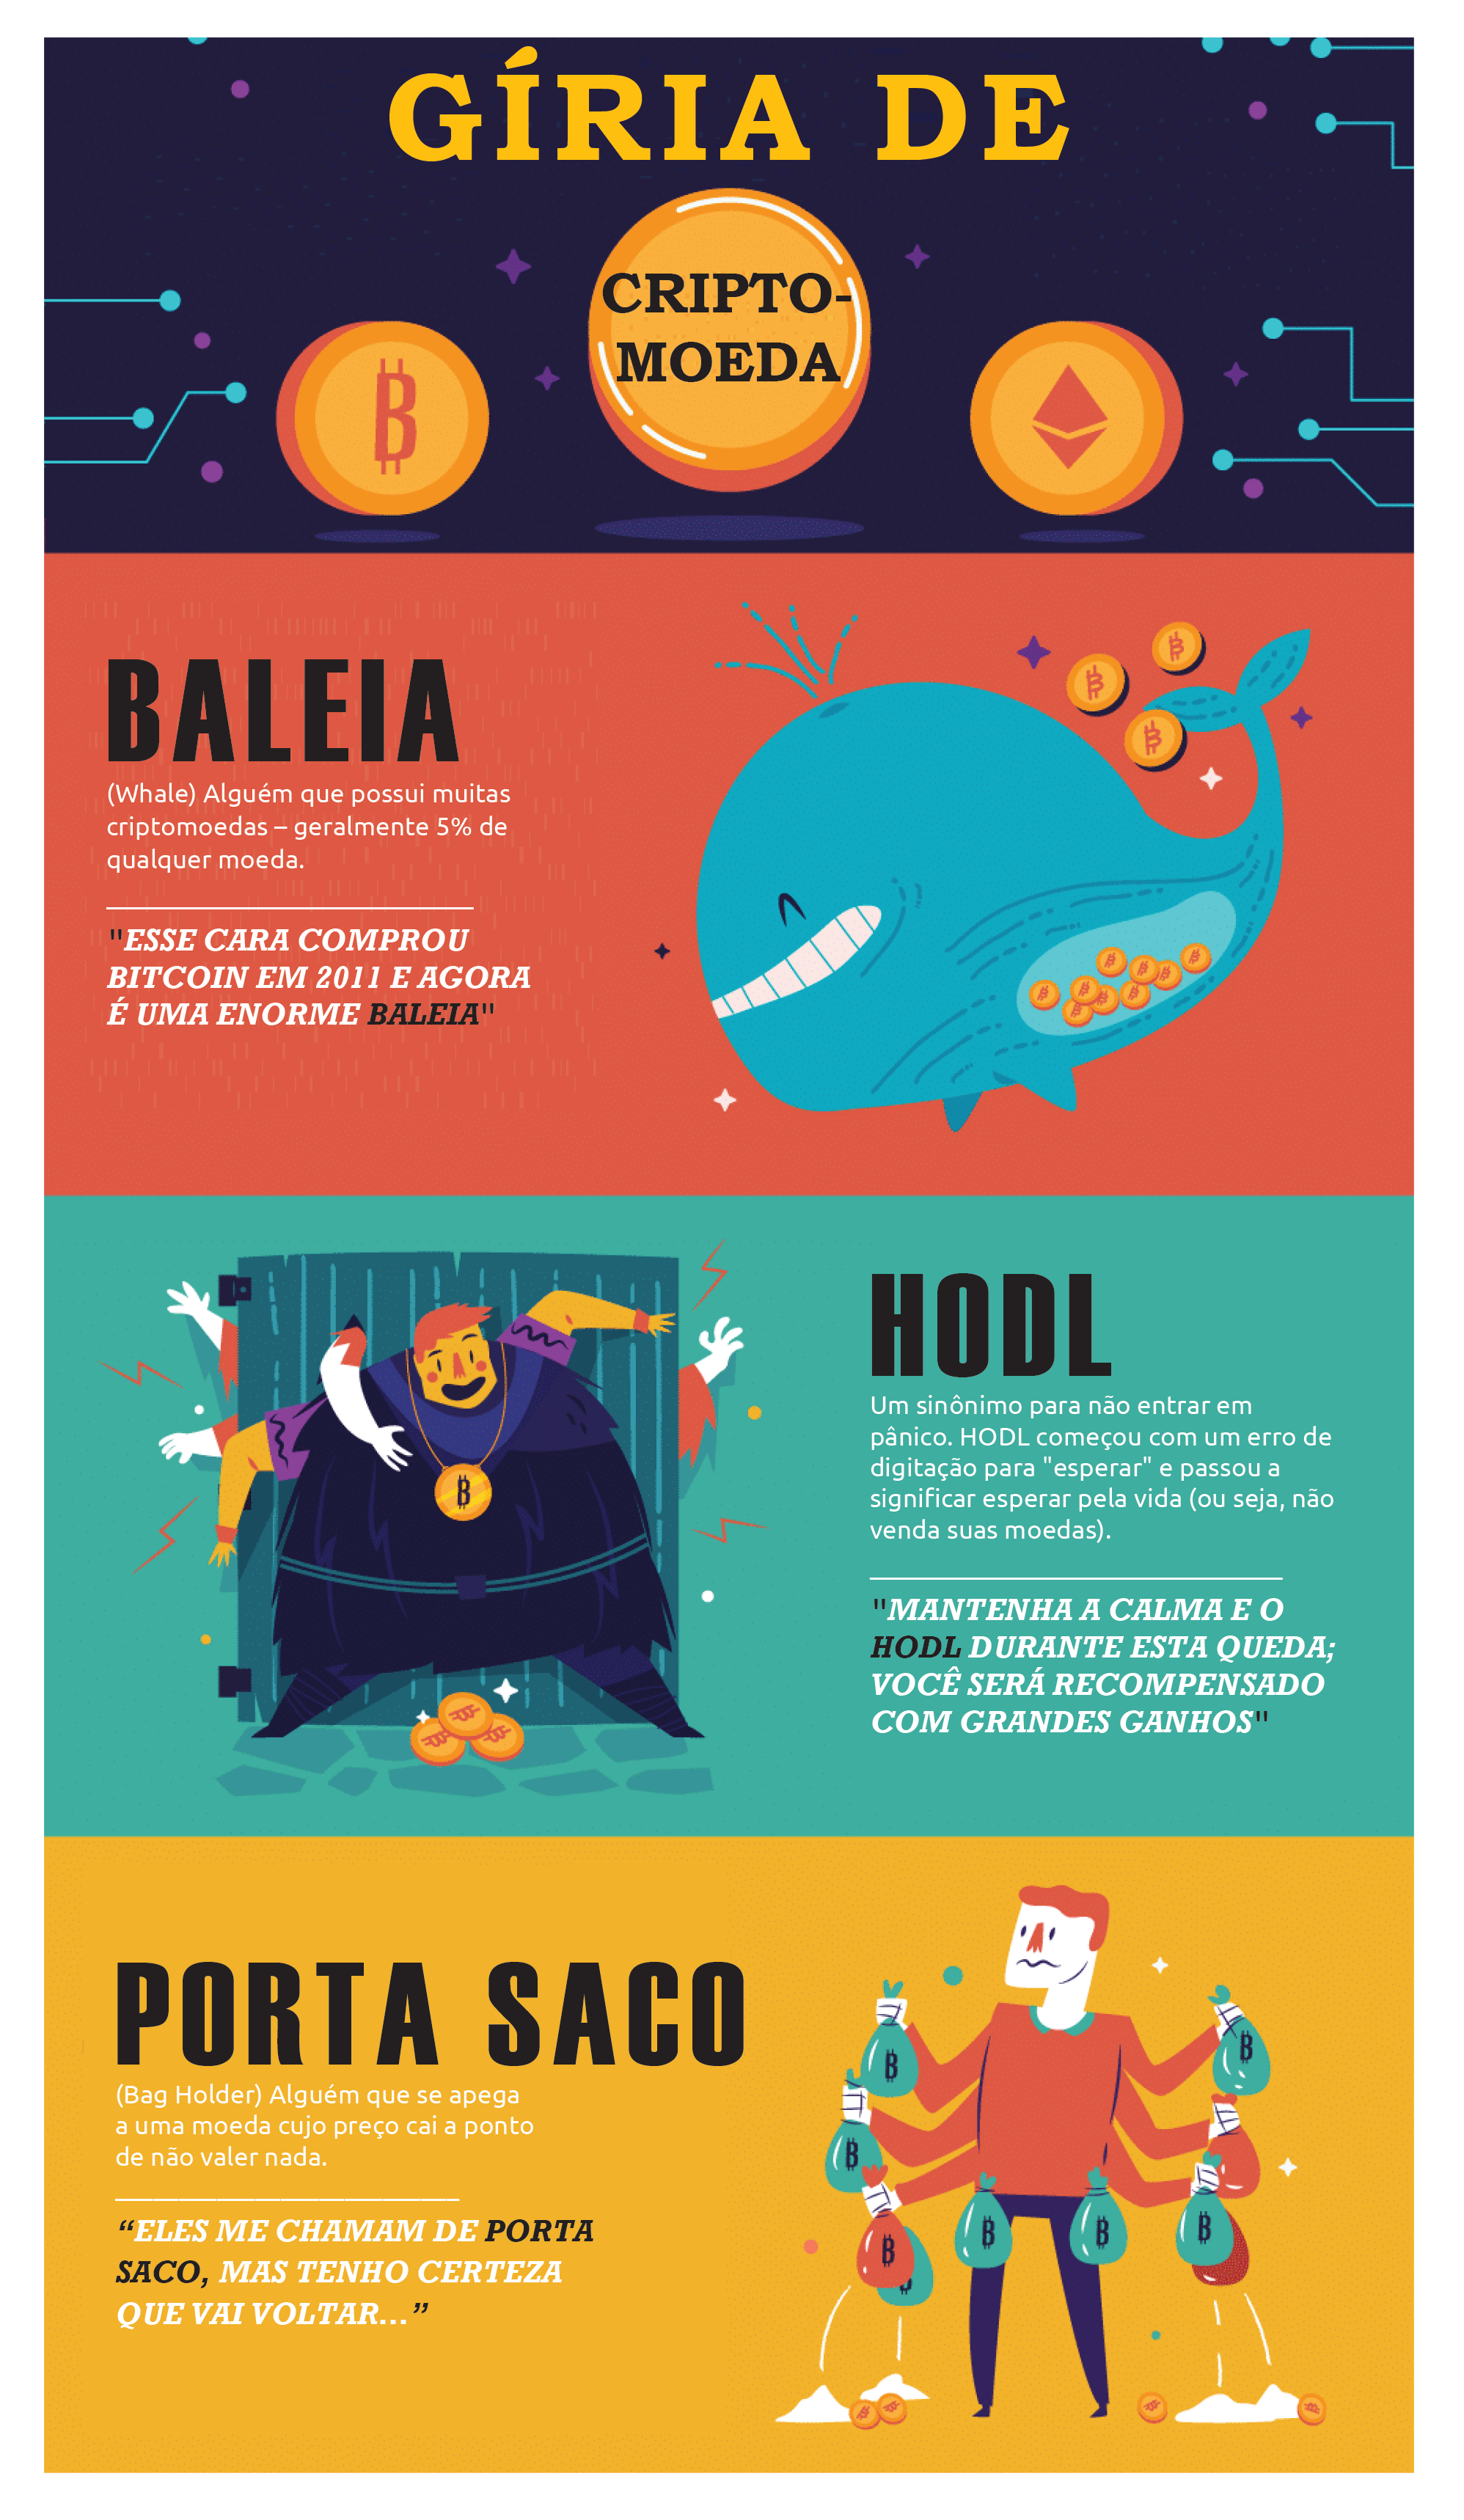 GÍRIA DE
CRIPTO-
MOEDA
BALEIA
(Whale) Alguém que possui muitas
criptomoedas – geralmente 5% de
qualquer moeda.
"ESSE CARA COMPROU
BITCOIN EM 2011 E AGORA
É UMA ENORME BALEIA"
HODL
Um sinônimo para não entrar em
pânico. HODL começou com um erro de
digitação para "esperar" e passou a
significar esperar pela vida (ou seja, não
venda suas moedas).
"MANTENHA A CALMA E O
HODL DURANTE ESTA QUEDA;
VOCÊ SERÁ RECOMPENSADO
COM GRANDES GANHOS"
PORTA SACO
(Bag Holder) Alguém que se apega
a uma moeda cujo preço cai a ponto
de não valer nada.
“ELES ME CHAMAM DE PORTA
SACO, MAS TENHO CERTEZA
QUE VAI VOLTAR...”